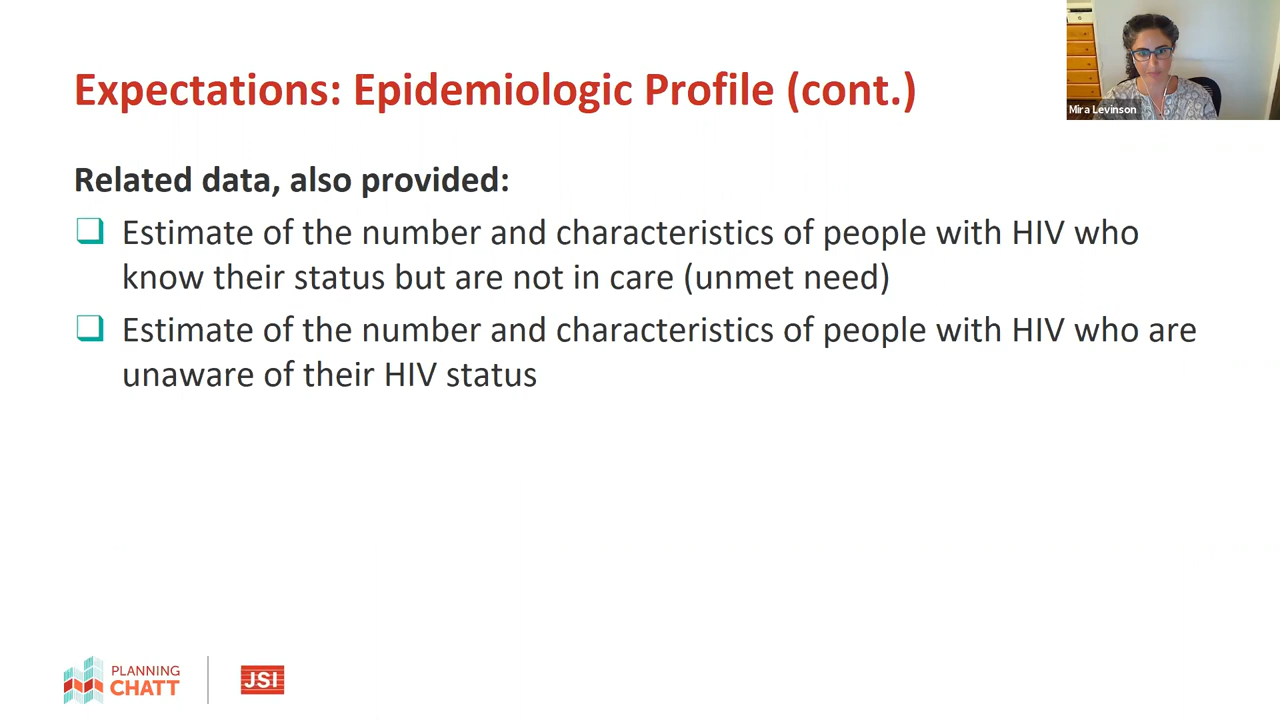 Expectations: Epidemiologic Profile (cont.)
Mira Levinson
Related data, also provided:
Estimate of the number and characteristics of people with HIV who
know their status but are not in care (unmet need)
Estimate of the number and characteristics of people with HIV who are
unaware of their HIV status
PLANNING
CHATT
JSI